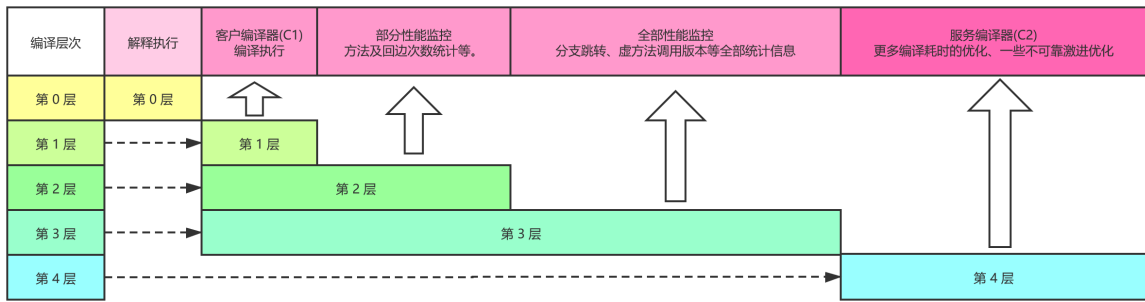 编译层次
解释执行
客户编译器(C1)
编译执行
部分性能监控
方法及回边次数统计等。
全部性能监控
分支跳转、虚方法调用版本等全部统计信息
服务编译器(C2)
更多编译耗时的优化、一些不可靠激进优化
第 0 层
第 0 层
第 1 层
第 1 层
第 2 层
第 2 层
第 3 层
第 3 层
第 4 层
第 4 层